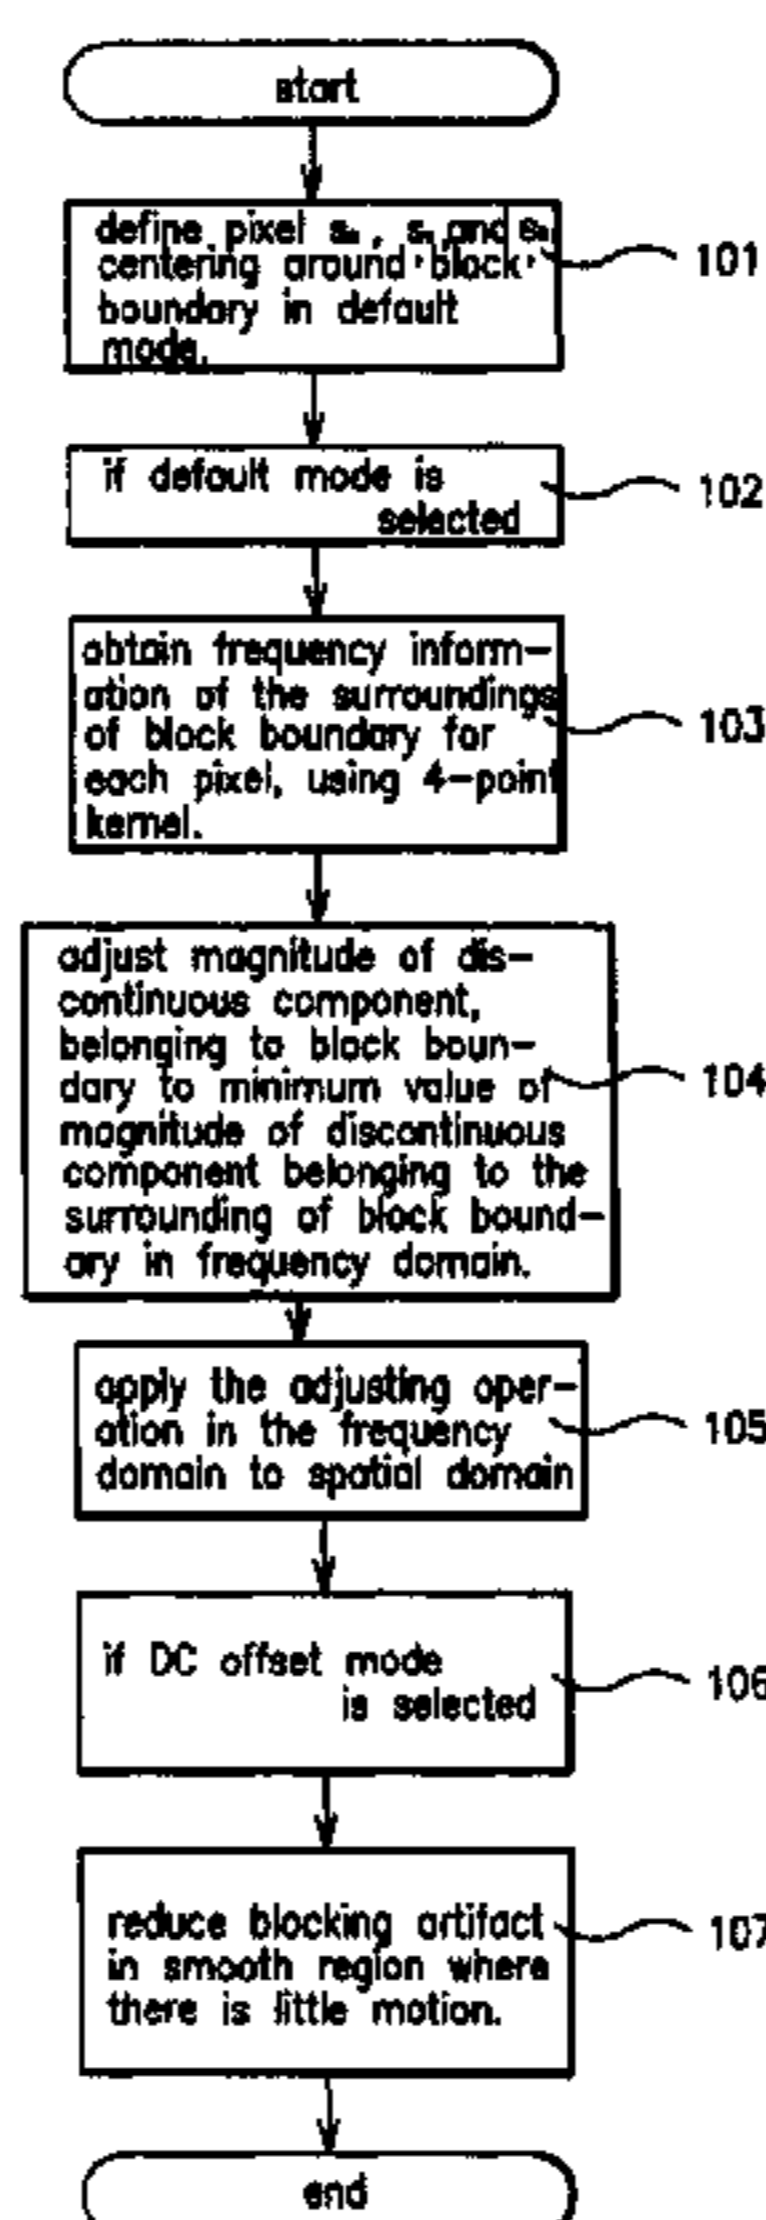 start
define pixel s , s ,and s
centering around block
boundary in default
mode.
101
if default mode is
selected
102
obtain frequency inform-
ation of the surroundings
of block boundary for
each pixel, using 4-point
kernel.
103
adjust magnitude of dis-
continuous component,
belonging to block boun-
dary to minimum value of
magnitude of discontinuous
component belonging to the
surrounding of block bound-
ary in frequency domain.
104
apply the adjusting oper-
ation in the frequency
domain to spatial domain
105
if DC offset mode
is selected
106
reduce blocking artifact
in smooth region where
there is little motion.
107
end